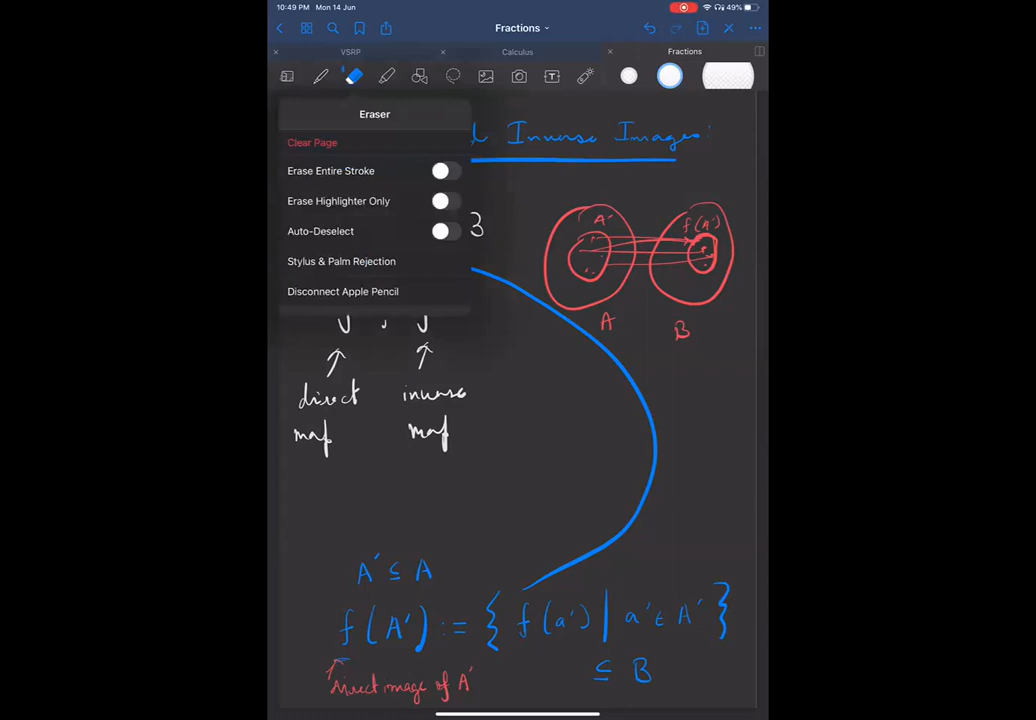 10:49 PM Mon 14 Jun 49%
Fractions
VSRP Calculus Fractions
Eraser
Clear Page
Erase Entire Stroke
Erase Highlighter Only
Auto-Deselect
Stylus & Palm Rejection
Disconnect Apple Pencil
Inverse Images:
A' f(A')
A B
direct inverse
map map
A' ⊆ A
f(A') := { f(a') | a' ∈ A' }
⊆ B
direct image of A'